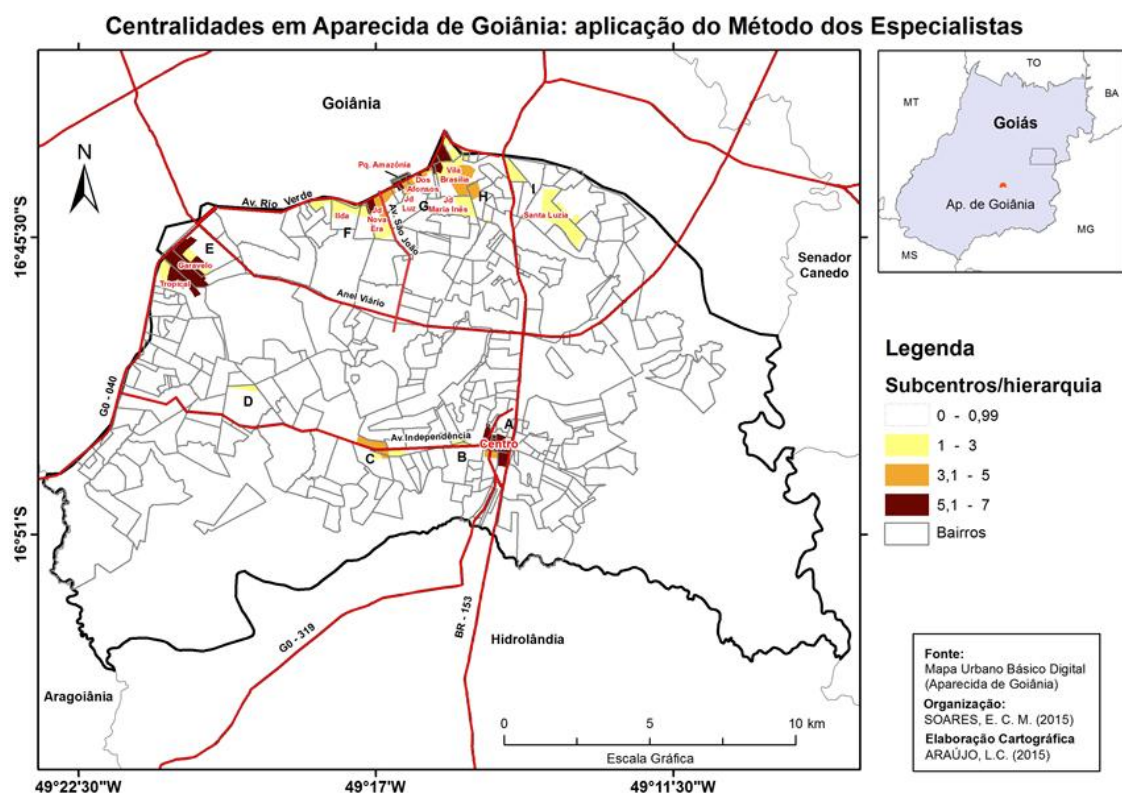 Centralidades em Aparecida de Goiânia: aplicação do Método dos Especialistas
Goiânia
N
Pq. Amazônia
Vila
Brasília
Dos
Afonsos
Jd
Luz
G
Jd
Maria Inês
H
I
Santa Luzia
Av. Rio Verde
Ilda
F
Jd
Nova
Era
Av. São João
E
Garavelo
Tropical
Anel Viário
Senador
Canedo
G0 - 040
D
Av. Independência
A
Centro
B
C
G0 - 319
BR - 153
Hidrolândia
Aragoiânia
0 5 10 km
Escala Gráfica
16°45'30"S
16°51'S
49°22'30"W
49°17'W
49°11'30"W
TO
MT
BA
Goiás
Ap. de Goiânia
MG
MS
Legenda
Subcentros/hierarquia
0 - 0,99
1 - 3
3,1 - 5
5,1 - 7
Bairros
Fonte:
Mapa Urbano Básico Digital
(Aparecida de Goiânia)
Organização:
SOARES, E. C. M. (2015)
Elaboração Cartográfica
ARAÚJO, L.C. (2015)